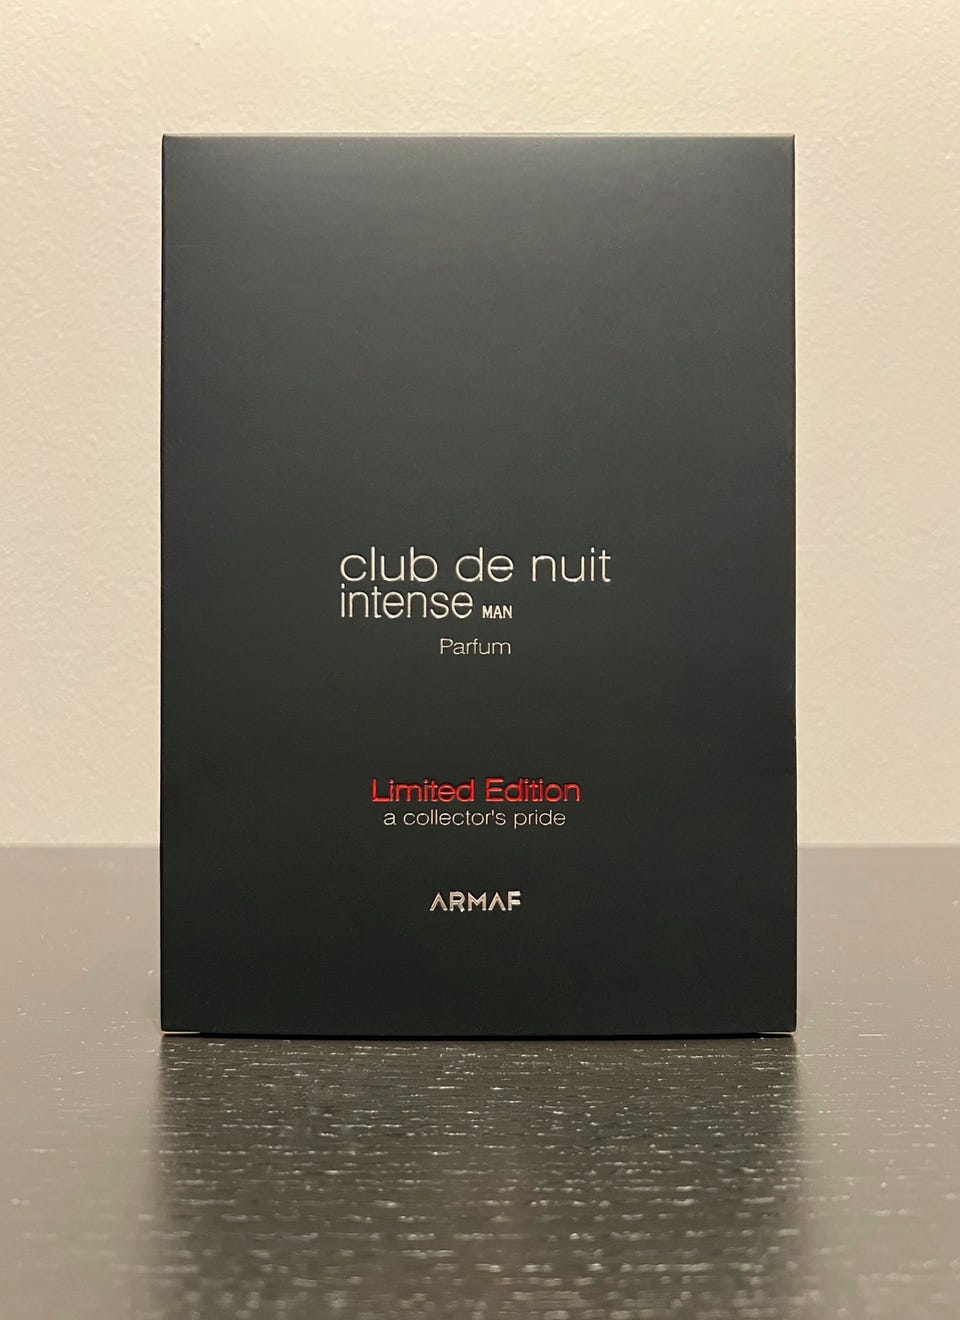 club de nuit
intense MAN
Parfum
Limited Edition
a collector's pride
ARMAF